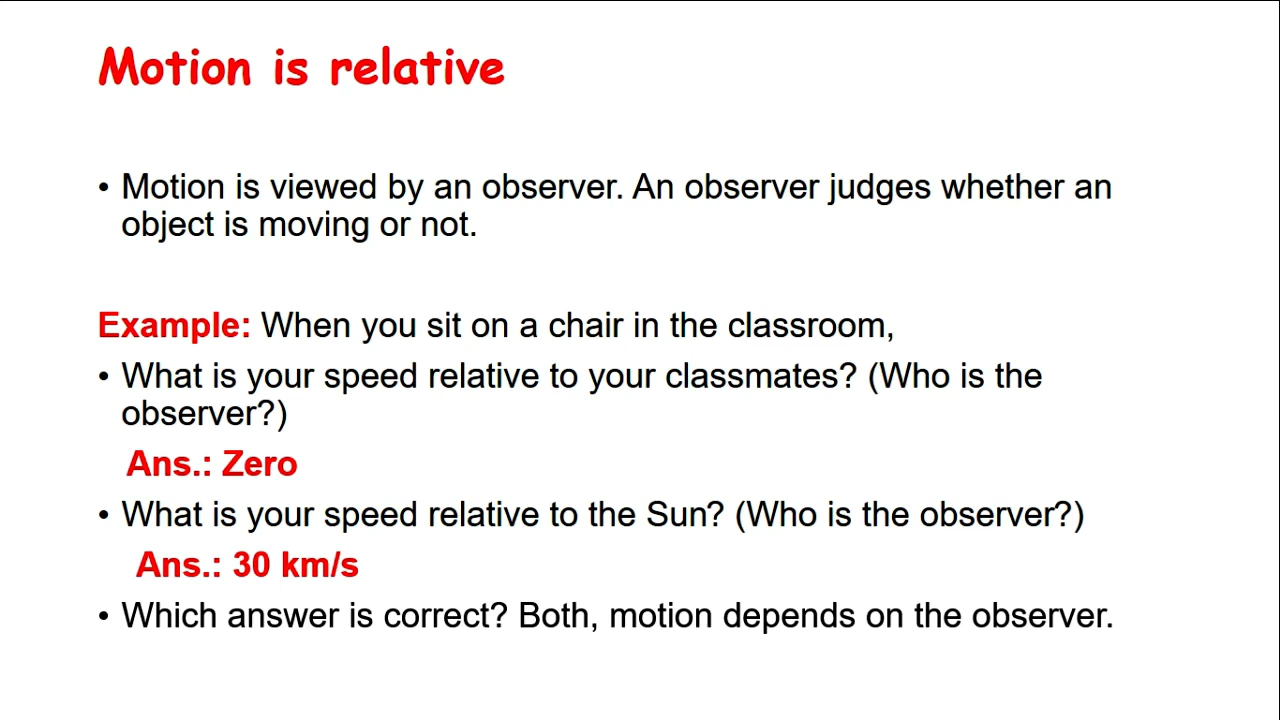 Motion is relative
• Motion is viewed by an observer. An observer judges whether an
object is moving or not.
Example: When you sit on a chair in the classroom,
• What is your speed relative to your classmates? (Who is the
observer?)
Ans.: Zero
• What is your speed relative to the Sun? (Who is the observer?)
Ans.: 30 km/s
• Which answer is correct? Both, motion depends on the observer.